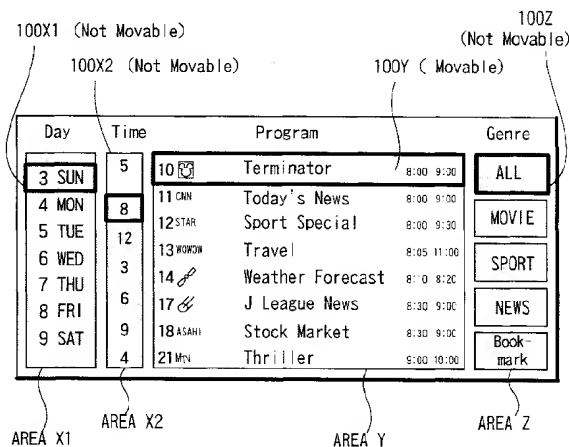 100X1 (Not Movable)
100X2 (Not Movable)
100Y ( Movable)
100Z
(Not Movable)
Day Time Program Genre
3 SUN
4 MON
5 TUE
6 WED
7 THU
8 FRI
9 SAT
5
8
12
3
6
9
4
10 Terminator 8:00 9:30
11 CNN Today's News 8:00 9:00
12 STAR Sport Special 8:00 9:30
13 WOWOW Travel 8:05 11:00
14 Weather Forecast 8:10 8:20
17 J League News 8:30 9:00
18 ASAHI Stock Market 8:30 9:00
21 MTV Thriller 9:00 10:00
ALL
MOVIE
SPORT
NEWS
Book-
mark
AREA X1
AREA X2
AREA Y
AREA Z